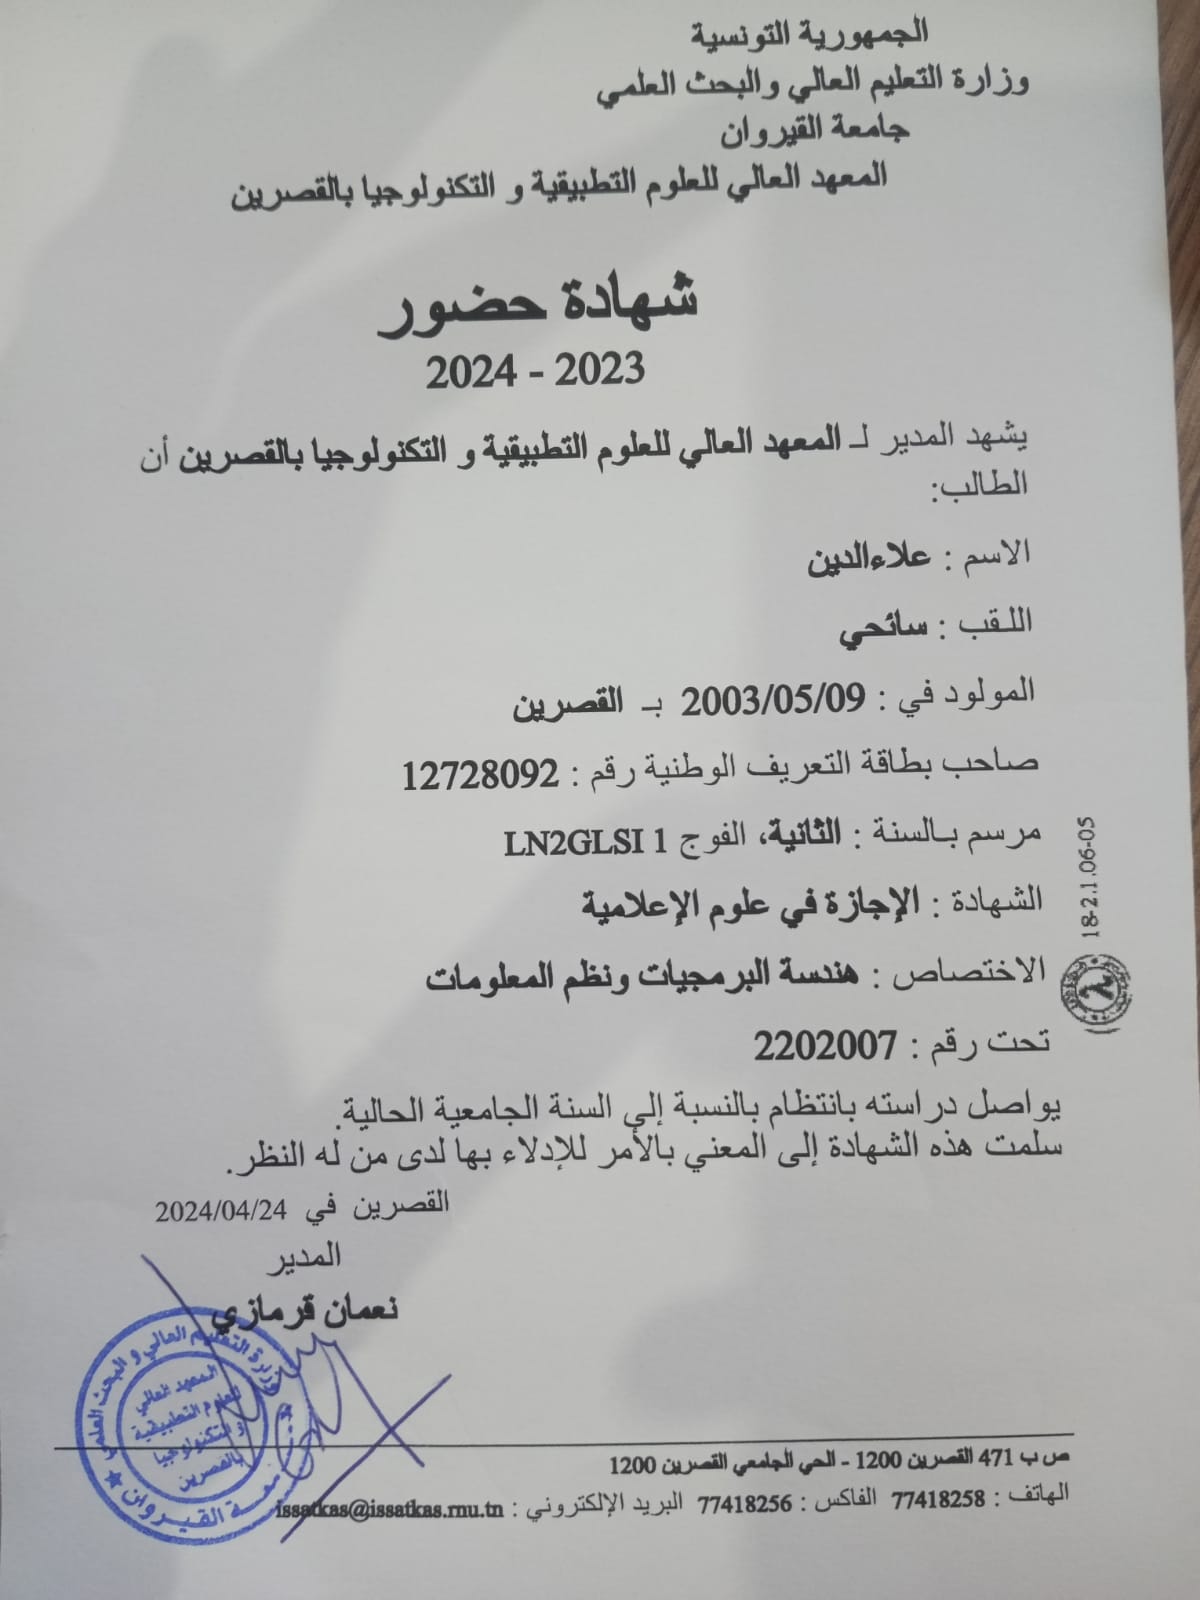 الجمهورية التونسية
وزارة التعليم العالي والبحث العلمي
جامعة القيروان
المعهد العالي للعلوم التطبيقية و التكنولوجيا بالقصرين
شهادة حضور
2024 - 2023
يشهد المدير لـ المعهد العالي للعلوم التطبيقية و التكنولوجيا بالقصرين أن
الطالب:
الاسم : علاءالدين
اللقب : سائحي
المولود في : 2003/05/09 بـ القصرين
صاحب بطاقة التعريف الوطنية رقم : 12728092
مرسم بالسنة : الثانية، الفوج LN2GLSI 1
الشهادة : الإجازة في علوم الإعلامية
الاختصاص : هندسة البرمجيات ونظم المعلومات
تحت رقم : 2202007
يواصل دراسته بانتظام بالنسبة إلى السنة الجامعية الحالية.
سلمت هذه الشهادة إلى المعني بالأمر للإدلاء بها لدى من له النظر.
القصرين في 2024/04/24
المدير
نعمان قرمازي
وزارة التعليم العالي و البحث العلمي
جامعة القيروان
المعهد العالي
للعلوم التطبيقية
و التكنولوجيا
بالقصرين
18-2.1.06-05
ص ب 471 القصرين 1200 - الحي الجامعي القصرين 1200
الهاتف : 77418258 الفاكس : 77418256 البريد الإلكتروني : issatkas@issatkas.rnu.tn